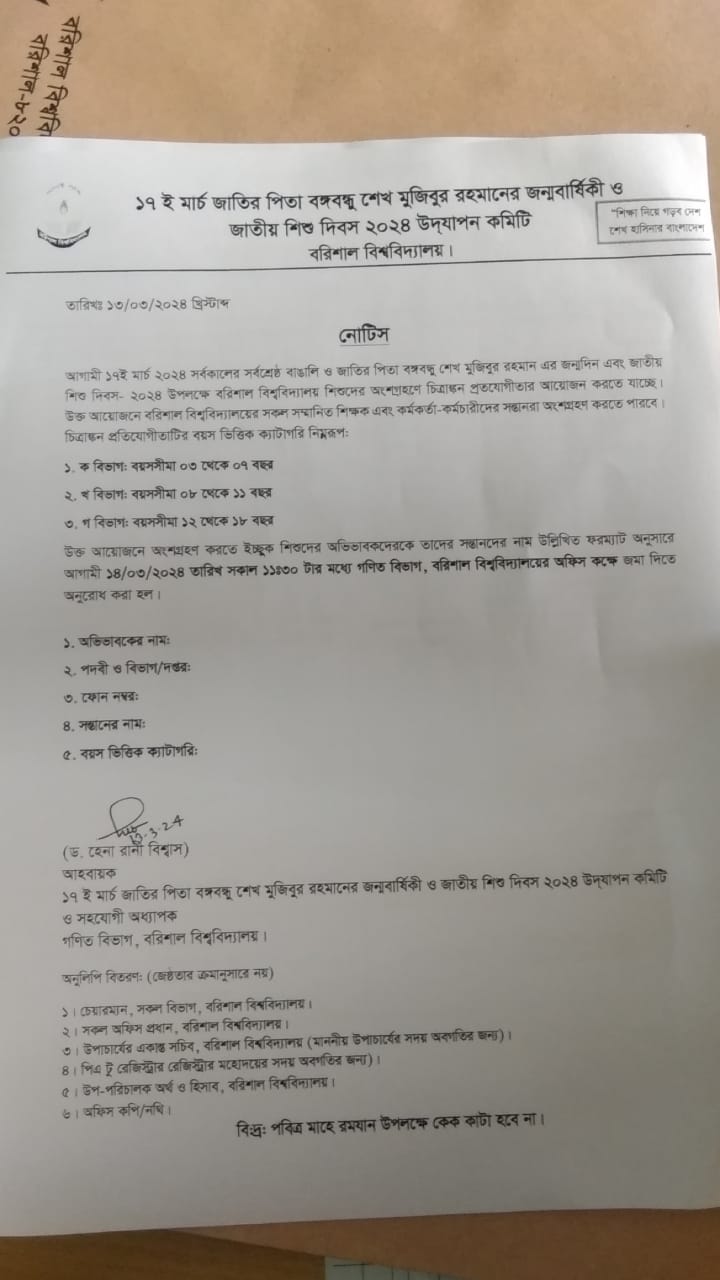 বরিশাল
বরিশাল-৮২০
১৭ ই মার্চ জাতির পিতা বঙ্গবন্ধু শেখ মুজিবুর রহমানের জন্মবার্ষিকী ও
জাতীয় শিশু দিবস ২০২৪ উদ্‌যাপন কমিটি
বরিশাল বিশ্ববিদ্যালয়।
"শিক্ষা নিয়ে গড়ব দেশ
শেখ হাসিনার বাংলাদেশ
তারিখঃ ১৩/০৩/২০২৪ খ্রিস্টাব্দ
নোটিস
আগামী ১৭ই মার্চ ২০২৪ সর্বকালের সর্বশ্রেষ্ঠ বাঙালি ও জাতির পিতা বঙ্গবন্ধু শেখ মুজিবুর রহমান এর জন্মদিন এবং জাতীয়
শিশু দিবস- ২০২৪ উপলক্ষে বরিশাল বিশ্ববিদ্যালয় শিশুদের অংশগ্রহণে চিত্রাঙ্কন প্রতযোগীতার আয়োজন করতে যাচ্ছে।
উক্ত আয়োজনে বরিশাল বিশ্ববিদ্যালয়ের সকল সম্মানিত শিক্ষক এবং কর্মকর্তা-কর্মচারীদের সন্তানরা অংশগ্রহণ করতে পারবে।
চিত্রাঙ্কন প্রতিযোগীতাটির বয়স ভিত্তিক ক্যাটাগরি নিম্নরূপঃ
১. ক বিভাগঃ বয়সসীমা ০৩ থেকে ০৭ বছর
২. খ বিভাগঃ বয়সসীমা ০৮ থেকে ১১ বছর
৩. গ বিভাগঃ বয়সসীমা ১২ থেকে ১৮ বছর
উক্ত আয়োজনে অংশগ্রহণ করতে ইচ্ছুক শিশুদের অভিভাবকদেরকে তাদের সন্তানদের নাম উল্লিখিত ফরম্যাট অনুসারে
আগামী ১৪/০৩/২০২৪ তারিখ সকাল ১১ঃ৩০ টার মধ্যে গণিত বিভাগ, বরিশাল বিশ্ববিদ্যালয়ের অফিস কক্ষে জমা দিতে
অনুরোধ করা হল।
১. অভিভাবকের নামঃ
২. পদবী ও বিভাগ/দপ্তরঃ
৩. ফোন নম্বরঃ
৪. সন্তানের নামঃ
৫. বয়স ভিত্তিক ক্যাটাগরিঃ
13.3.24
(ড. হেনা রানী বিশ্বাস)
আহবায়ক
১৭ ই মার্চ জাতির পিতা বঙ্গবন্ধু শেখ মুজিবুর রহমানের জন্মবার্ষিকী ও জাতীয় শিশু দিবস ২০২৪ উদ্‌যাপন কমিটি
ও সহযোগী অধ্যাপক
গণিত বিভাগ, বরিশাল বিশ্ববিদ্যালয়।
অনুলিপি বিতরণঃ (জেষ্ঠতার ক্রমানুসারে নয়)
১। চেয়ারম্যান, সকল বিভাগ, বরিশাল বিশ্ববিদ্যালয়।
২। সকল অফিস প্রধান, বরিশাল বিশ্ববিদ্যালয়।
৩। উপাচার্যের একান্ত সচিব, বরিশাল বিশ্ববিদ্যালয় (মাননীয় উপাচার্যের সদয় অবগতির জন্য)।
৪। পিএ টু রেজিস্ট্রার রেজিস্ট্রার মহোদয়ের সদয় অবগতির জন্য)।
৫। উপ-পরিচালক অর্থ ও হিসাব, বরিশাল বিশ্ববিদ্যালয়।
৬। অফিস কপি/নথি।
বিঃদ্রঃ পবিত্র মাহে রমযান উপলক্ষে কেক কাটা হবে না।